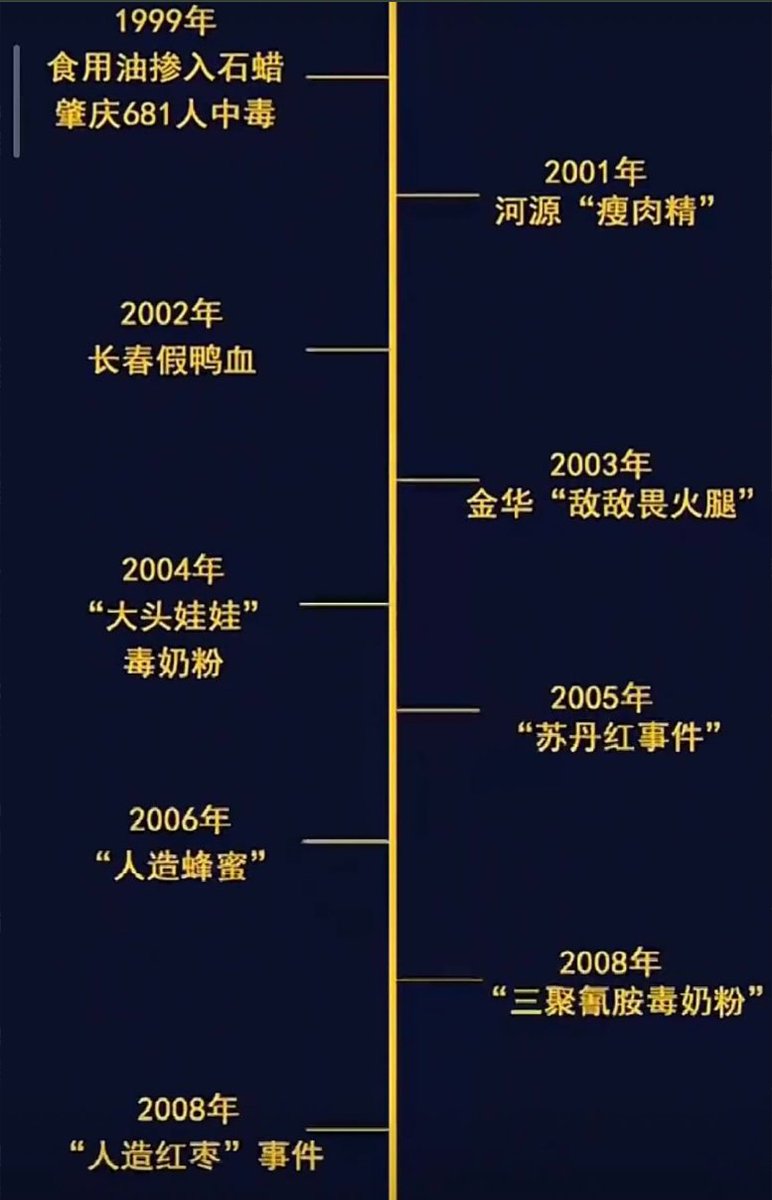 1999年
食用油掺入石蜡
肇庆681人中毒
2001年
河源“瘦肉精”
2002年
长春假鸭血
2003年
金华“敌敌畏火腿”
2004年
“大头娃娃”
毒奶粉
2005年
“苏丹红事件”
2006年
“人造蜂蜜”
2008年
“三聚氰胺毒奶粉”
2008年
“人造红枣”事件